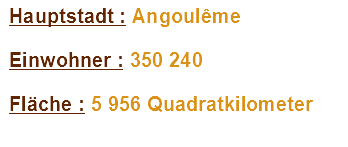 Hauptstadt : Angoulême
Einwohner : 350 240
Fläche : 5 956 Quadratkilometer